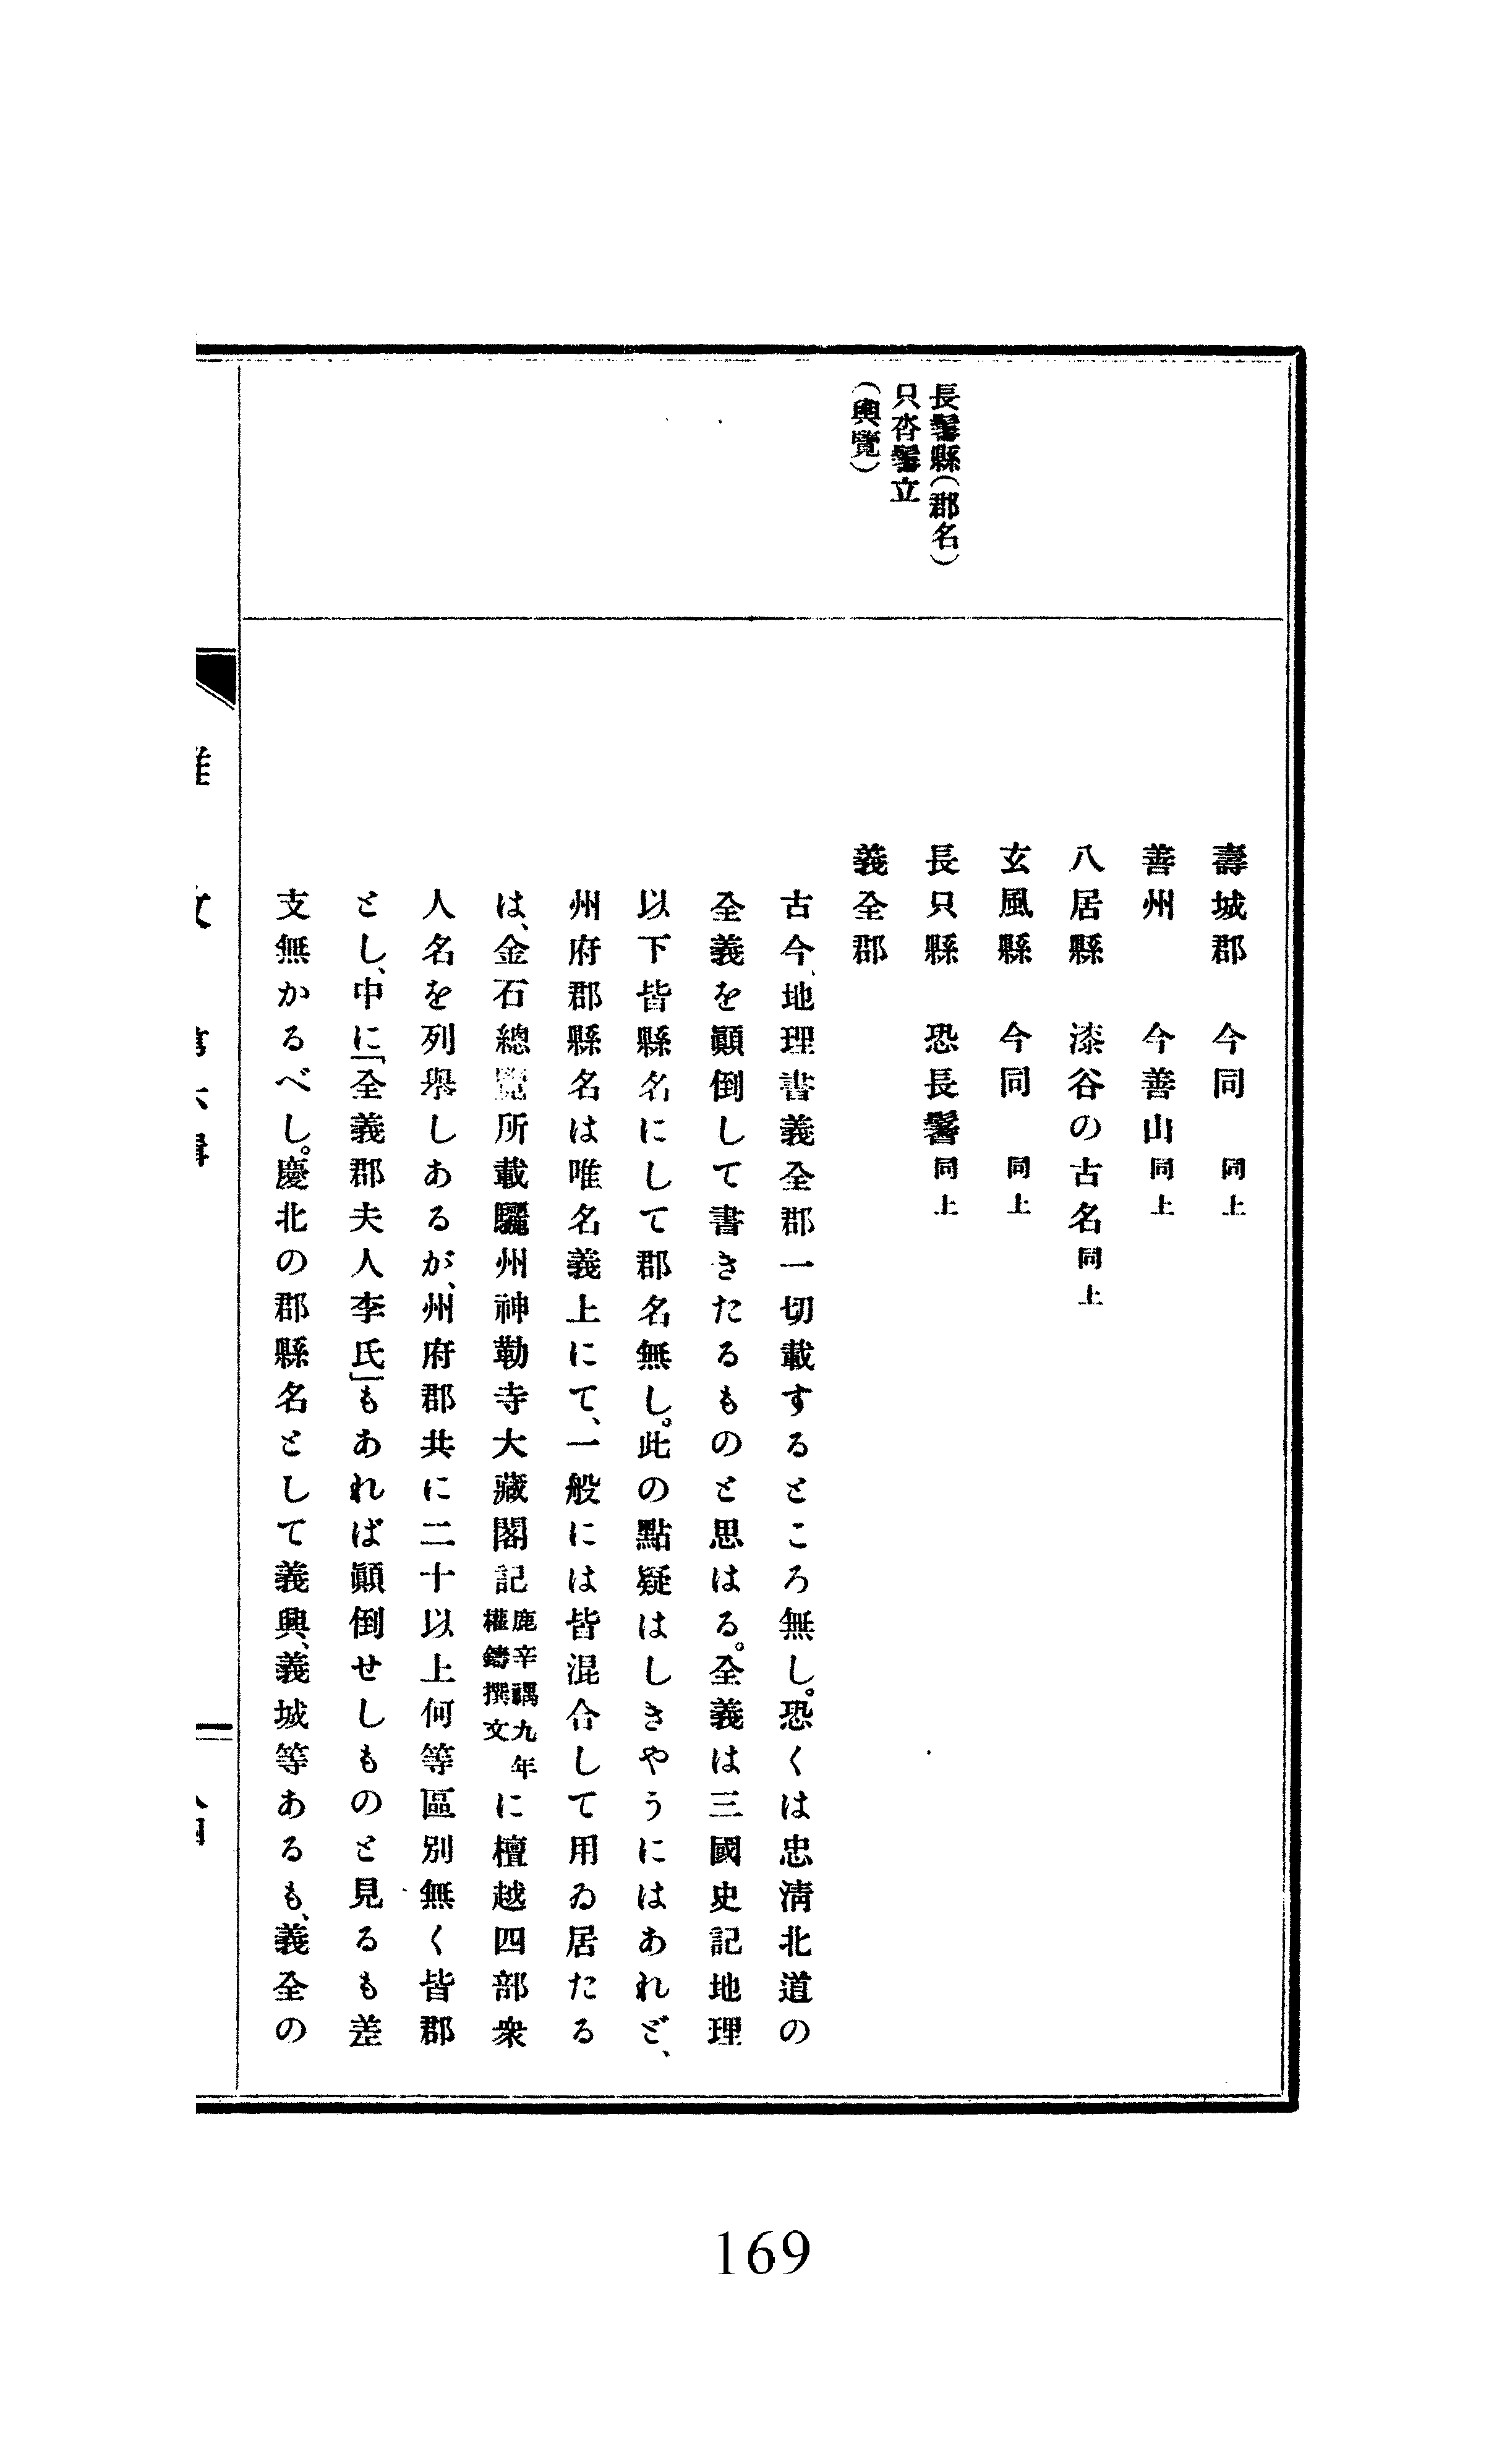 長鬐縣(郡名)
只沓鬐立
(輿覽)
壽城郡　今同　同上
善州　　今善山同上
八居縣　漆谷の古名同上
玄風縣　今同　同上
長只縣　恐長鬐同上
義全郡
古今、地理書義全郡一切載するところ無し。恐くは忠淸北道の
全義を顚倒して書きたるものと思はる。全義は三國史記地理
以下皆縣名にして郡名無し。此の點疑はしきやうにはあれど、
州府郡縣名は唯名義上にて、一般には皆混合して用ゐ居たる
は、金石總覽所載驪州神勒寺大藏閣記鹿辛禑九年權鑄撰文に檀越四部衆
人名を列擧しあるが、州府郡共に二十以上何等區別無く皆郡
とし、中に「全義郡夫人李氏」もあれば顚倒せしものと見るも差
支無かるべし。慶北の郡縣名として義興、義城等あるも、義全の
169